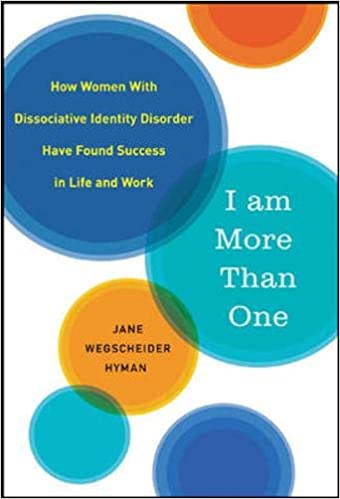 How Women With
Dissociative Identity Disorder
Have Found Success
in Life and Work
I am
More
Than
One
JANE
WEGSCHEIDER
HYMAN